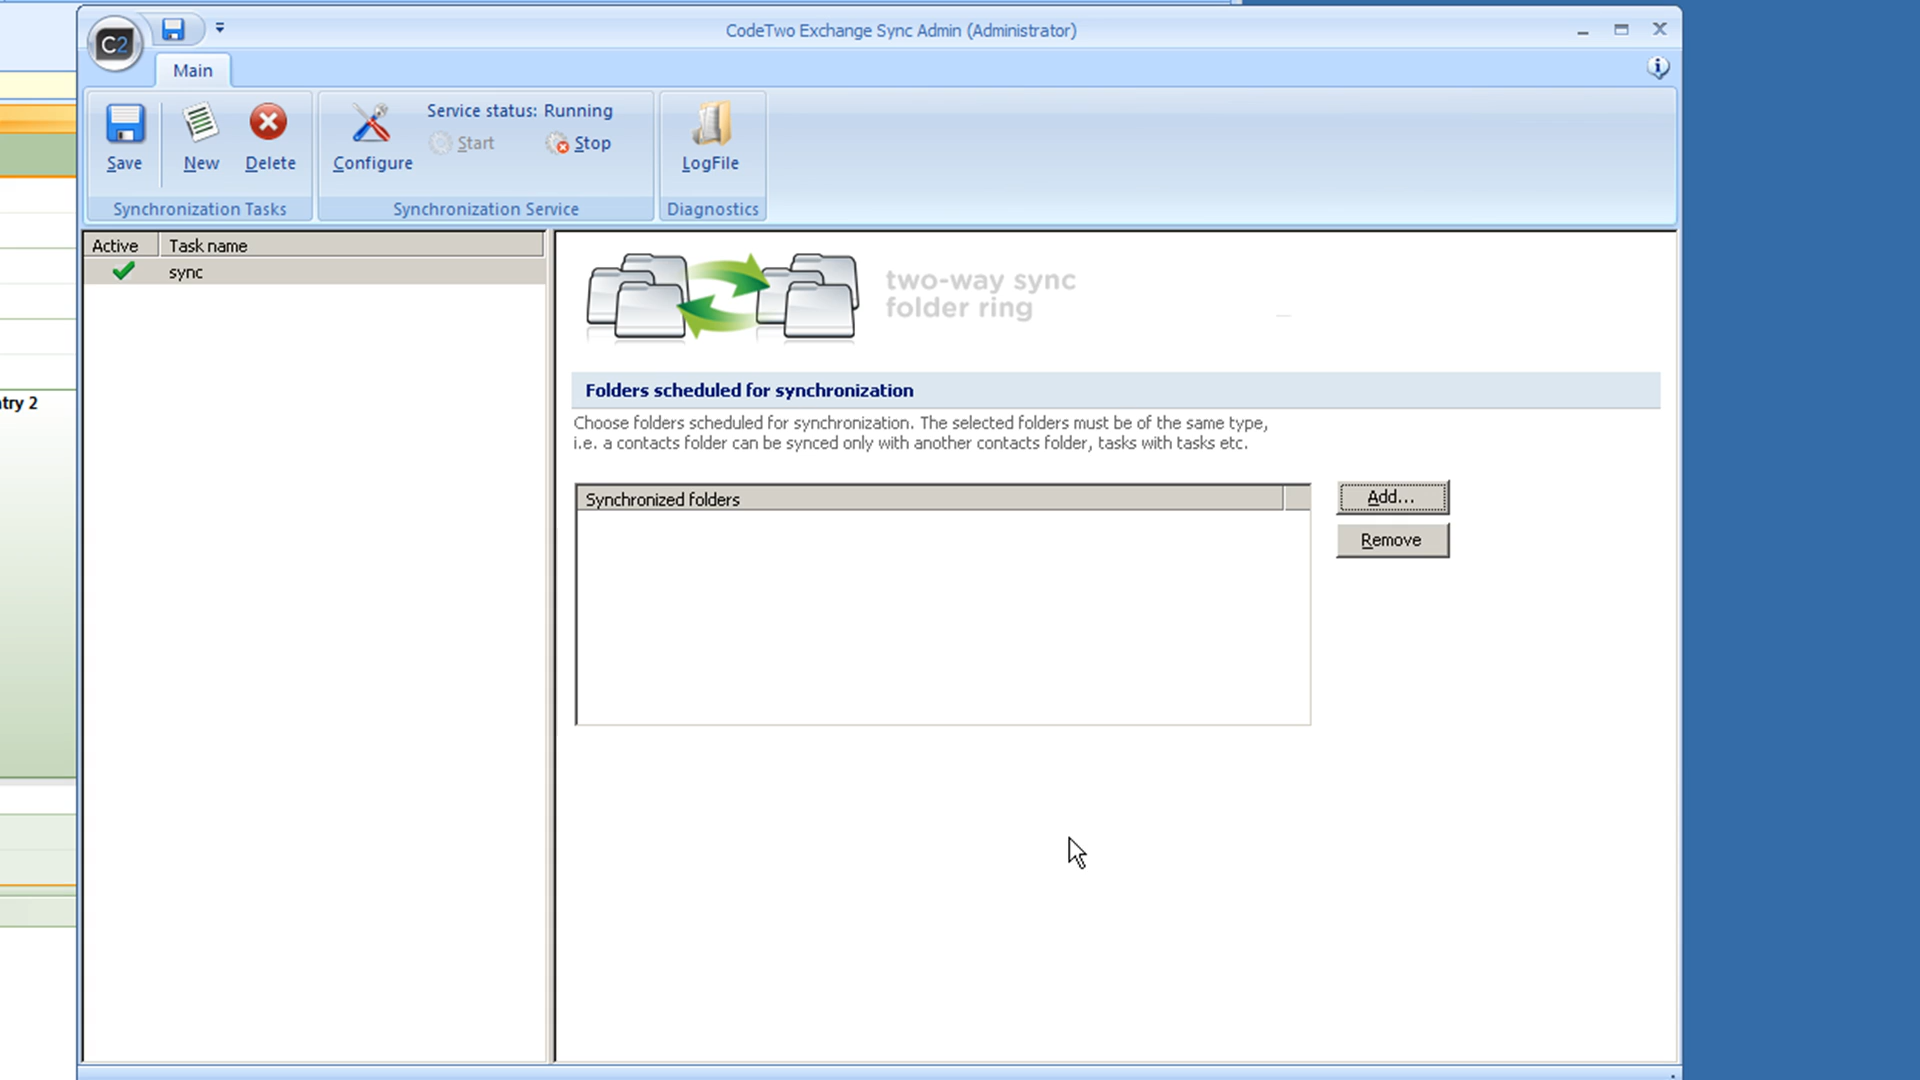 CodeTwo Exchange Sync Admin (Administrator)
C2
Main
Save
New
Delete
Configure
Service status: Running
Start
Stop
LogFile
Synchronization Tasks
Synchronization Service
Diagnostics
Active
Task name
sync
two-way sync
folder ring
Folders scheduled for synchronization
Choose folders scheduled for synchronization. The selected folders must be of the same type,
i.e. a contacts folder can be synced only with another contacts folder, tasks with tasks etc.
Synchronized folders
Add...
Remove
try 2